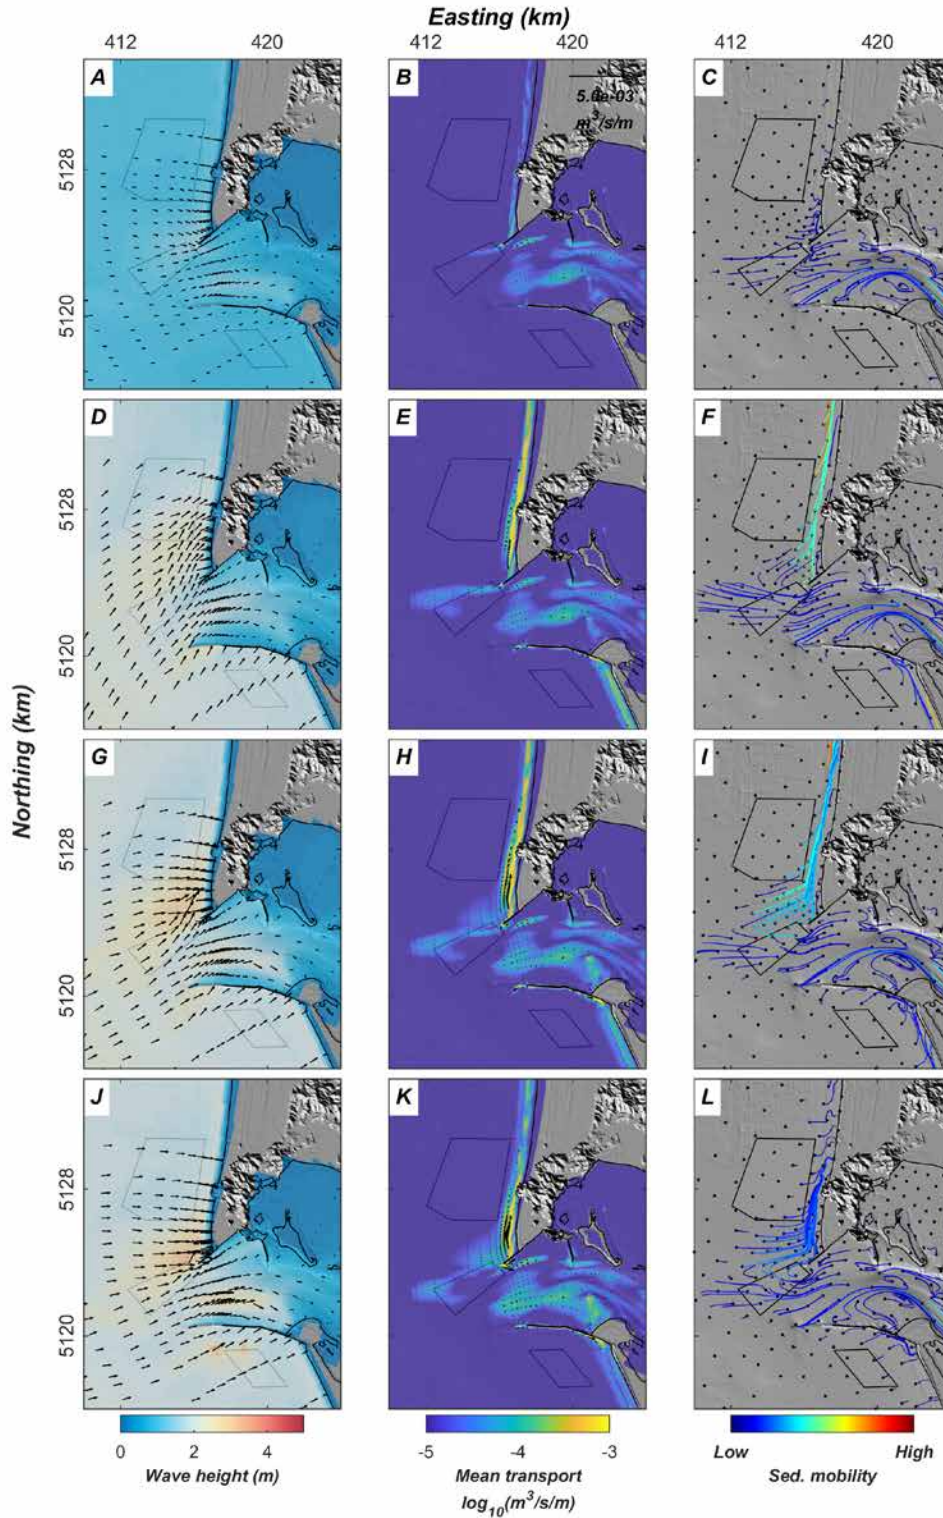 Easting (km)
412 420 412 420 412 420
A B C
5.0e-03
m³/s/m
5128
5120
D E F
5128
5120
Northing (km)
G H I
5128
5120
J K L
5128
5120
0 2 4 -5 -4 -3 Low High
Wave height (m) Mean transport Sed. mobility
log₁₀(m³/s/m)